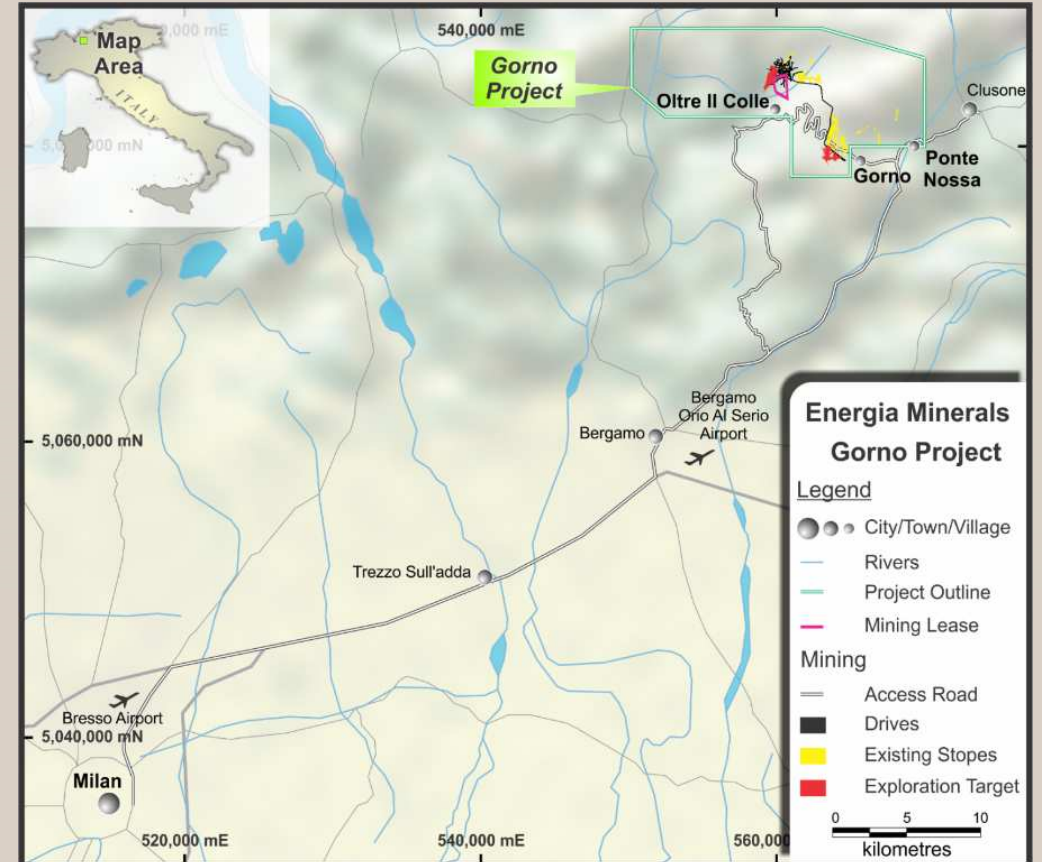 Map
Area
ITALY
,000 mE
540,000 mE
Gorno
Project
Oltre Il Colle
Clusone
Ponte
Nossa
Gorno
Bergamo
Orio Al Serio
Airport
Bergamo
5,060,000 mN
Trezzo Sull'adda
Bresso Airport
5,040,000 mN
Milan
520,000 mE
540,000 mE
560,00
Energia Minerals
Gorno Project
Legend
City/Town/Village
Rivers
Project Outline
Mining Lease
Mining
Access Road
Drives
Existing Stopes
Exploration Target
0 5 10
kilometres